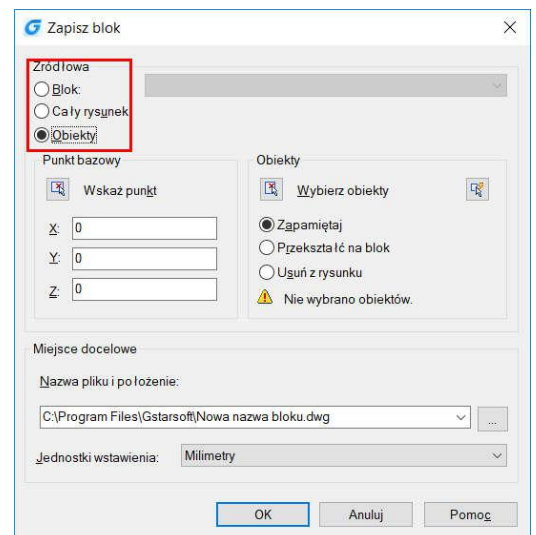 Zapisz blok
Źródłowa
Blok:
Cały rysunek
Obiekty
Punkt bazowy
Wskaż punkt
X: 0
Y: 0
Z: 0
Obiekty
Wybierz obiekty
Zapamiętaj
Przekształć na blok
Usuń z rysunku
Nie wybrano obiektów.
Miejsce docelowe
Nazwa pliku i położenie:
C:\Program Files\Gstarsoft\Nowa nazwa bloku.dwg
...
Jednostki wstawienia: Milimetry
OK Anuluj Pomoc